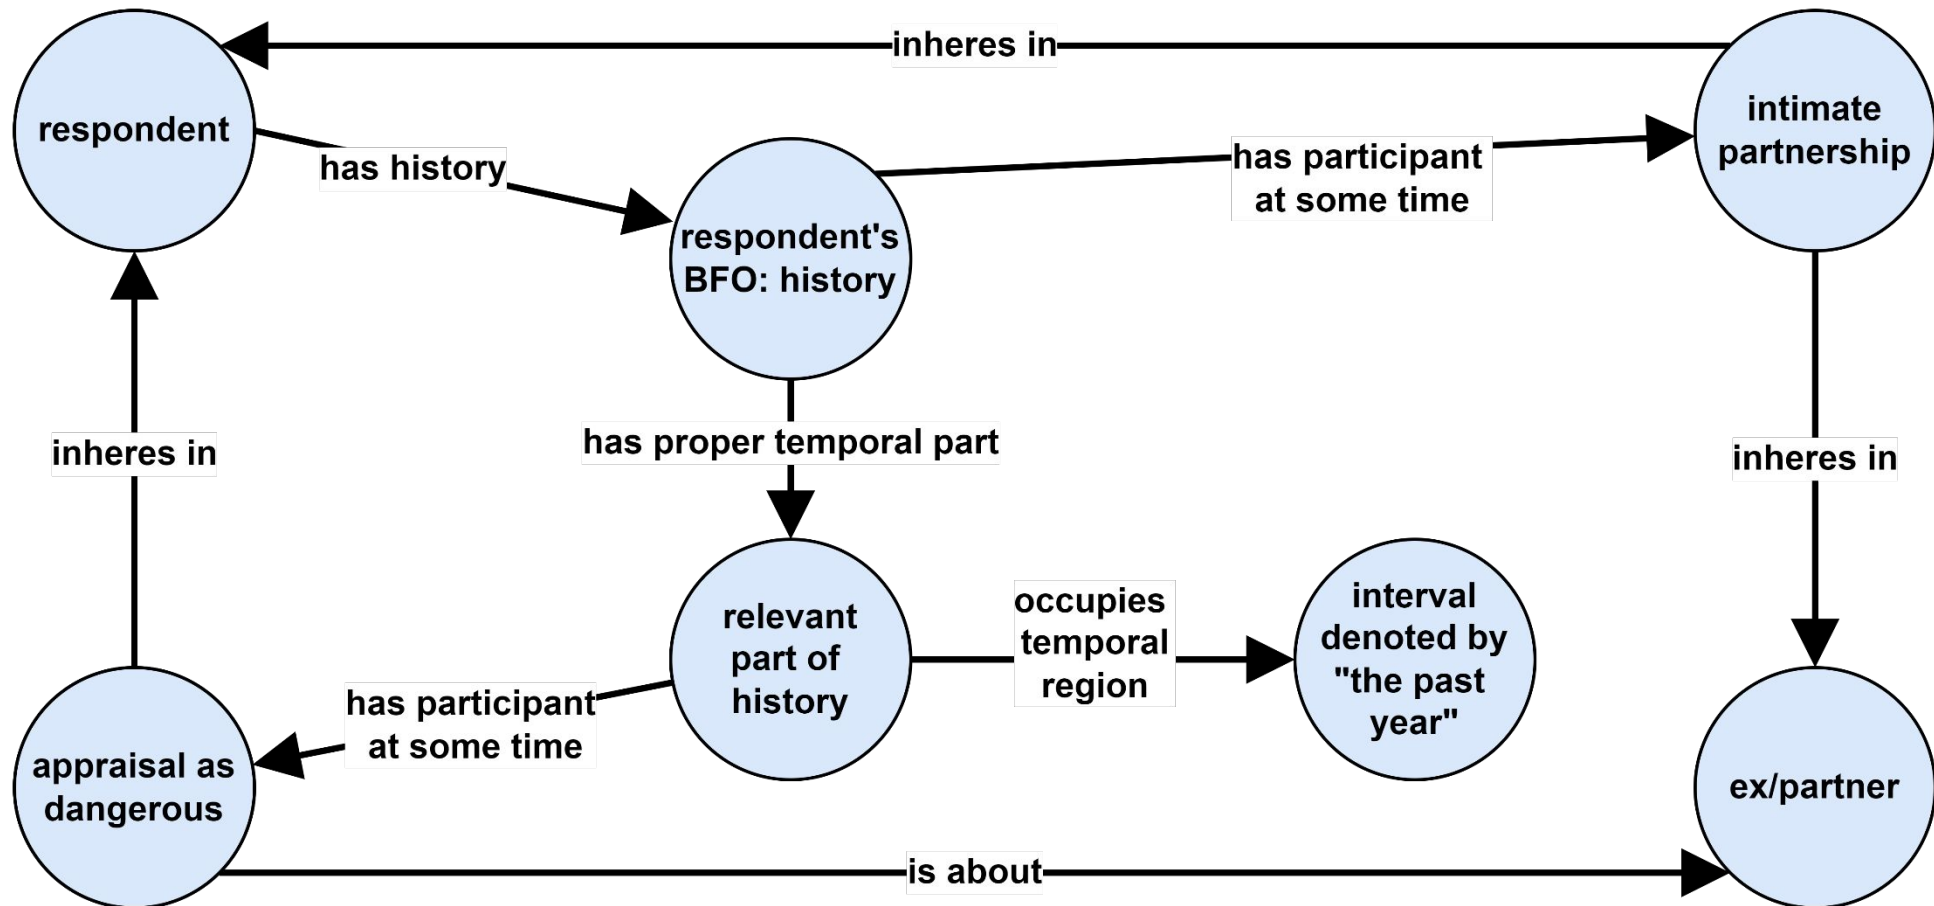 inheres in
respondent
has history
respondent's
BFO: history
has participant
at some time
intimate
partnership
inheres in
has proper temporal part
inheres in
relevant
part of
history
occupies
temporal
region
interval
denoted by
"the past
year"
has participant
at some time
appraisal as
dangerous
ex/partner
is about